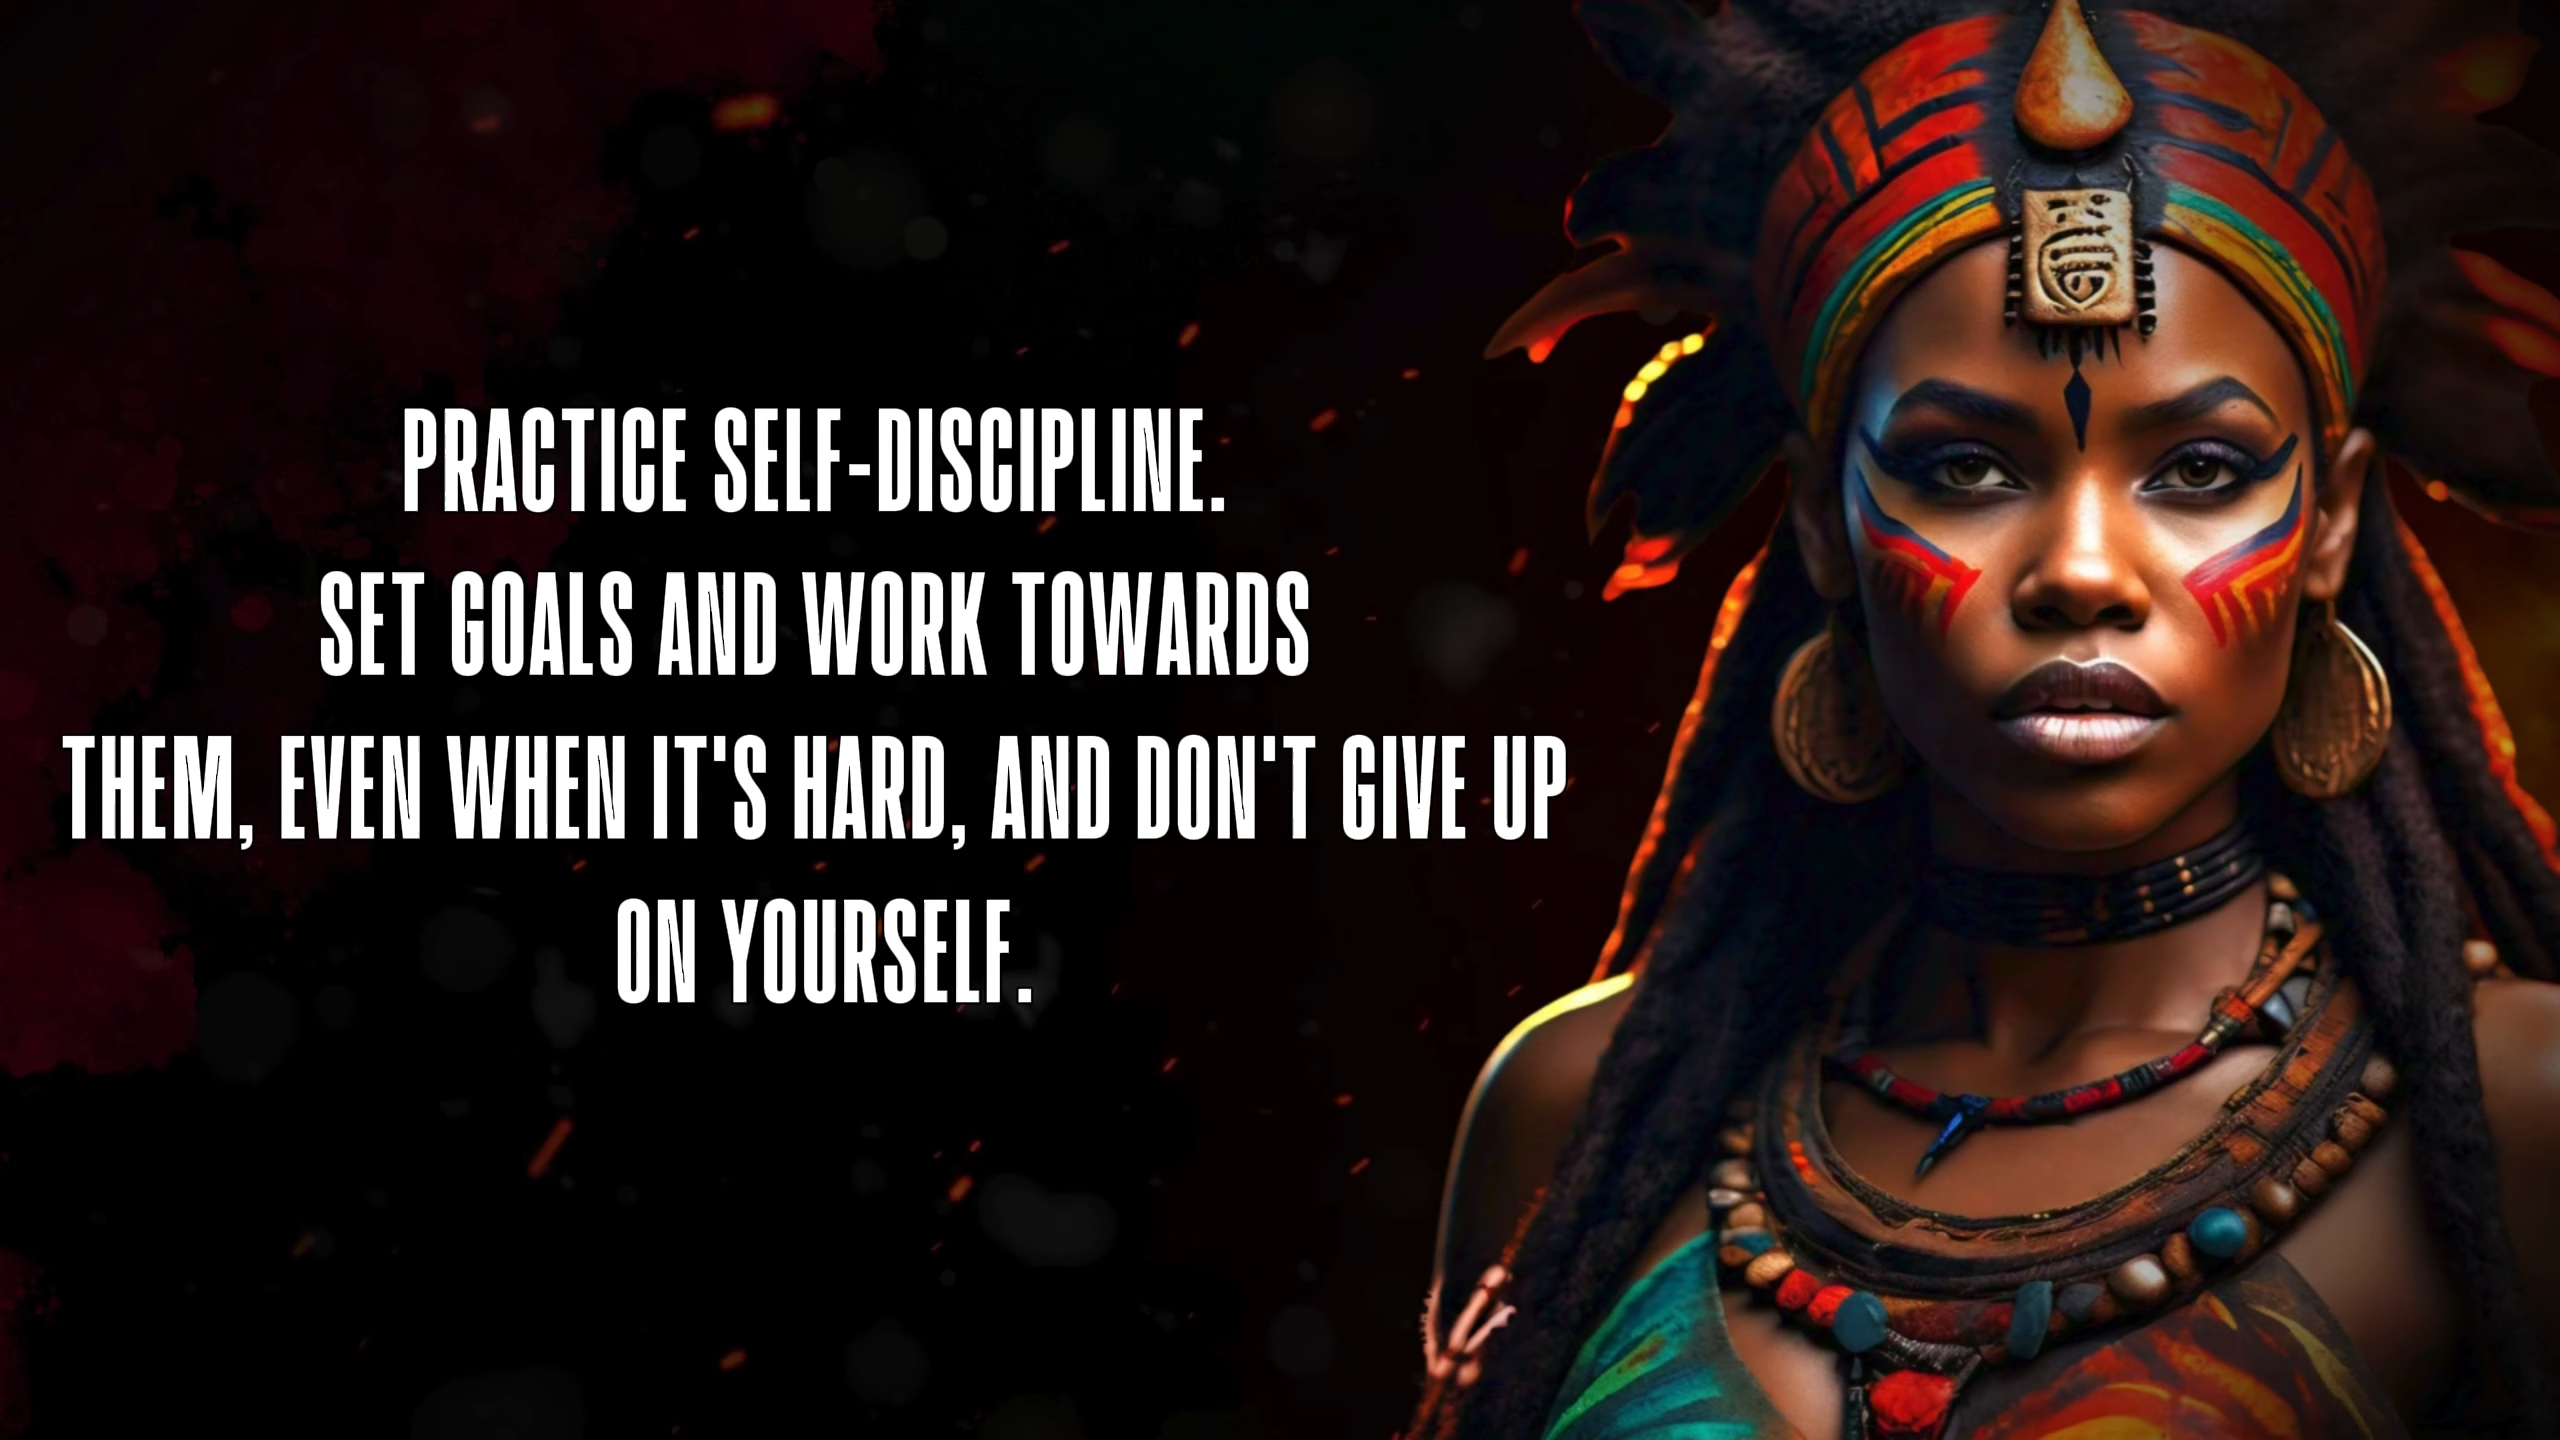 PRACTICE SELF-DISCIPLINE.
SET GOALS AND WORK TOWARDS
THEM, EVEN WHEN IT'S HARD, AND DON'T GIVE UP
ON YOURSELF.